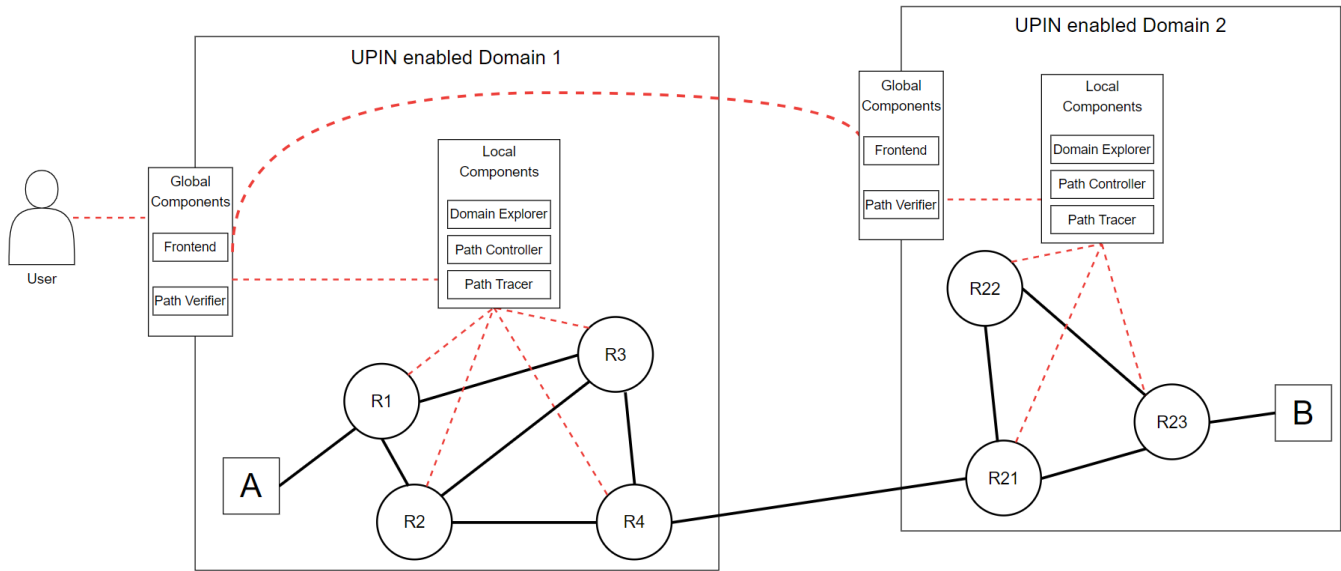 UPIN enabled Domain 1
UPIN enabled Domain 2
User
Global
Components
Frontend
Path Verifier
Local
Components
Domain Explorer
Path Controller
Path Tracer
R1
R2
R3
R4
A
Global
Components
Frontend
Path Verifier
Local
Components
Domain Explorer
Path Controller
Path Tracer
R22
R21
R23
B